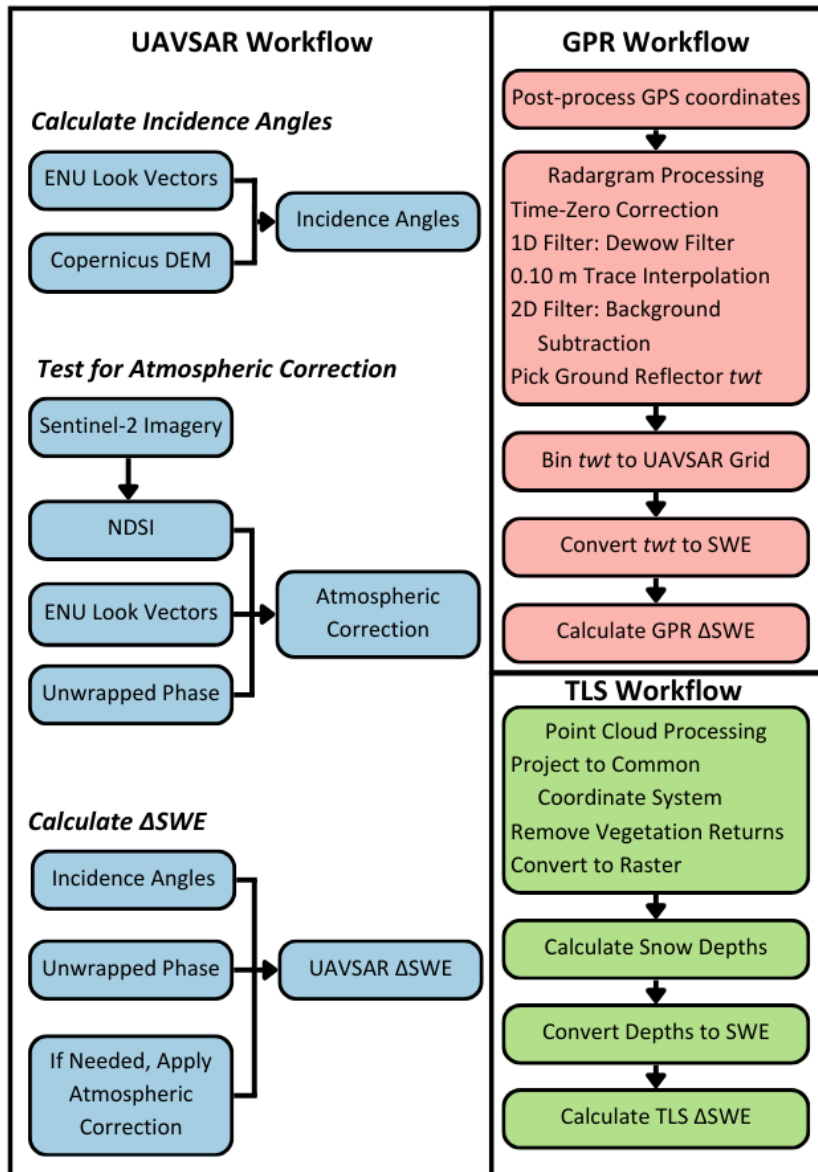 UAVSAR Workflow
Calculate Incidence Angles
ENU Look Vectors
Copernicus DEM
Incidence Angles
Test for Atmospheric Correction
Sentinel-2 Imagery
NDSI
ENU Look Vectors
Unwrapped Phase
Atmospheric
Correction
Calculate ΔSWE
Incidence Angles
Unwrapped Phase
If Needed, Apply
Atmospheric
Correction
UAVSAR ΔSWE
GPR Workflow
Post-process GPS coordinates
Radargram Processing
Time-Zero Correction
1D Filter: Dewow Filter
0.10 m Trace Interpolation
2D Filter: Background
Subtraction
Pick Ground Reflector twt
Bin twt to UAVSAR Grid
Convert twt to SWE
Calculate GPR ΔSWE
TLS Workflow
Point Cloud Processing
Project to Common
Coordinate System
Remove Vegetation Returns
Convert to Raster
Calculate Snow Depths
Convert Depths to SWE
Calculate TLS ΔSWE